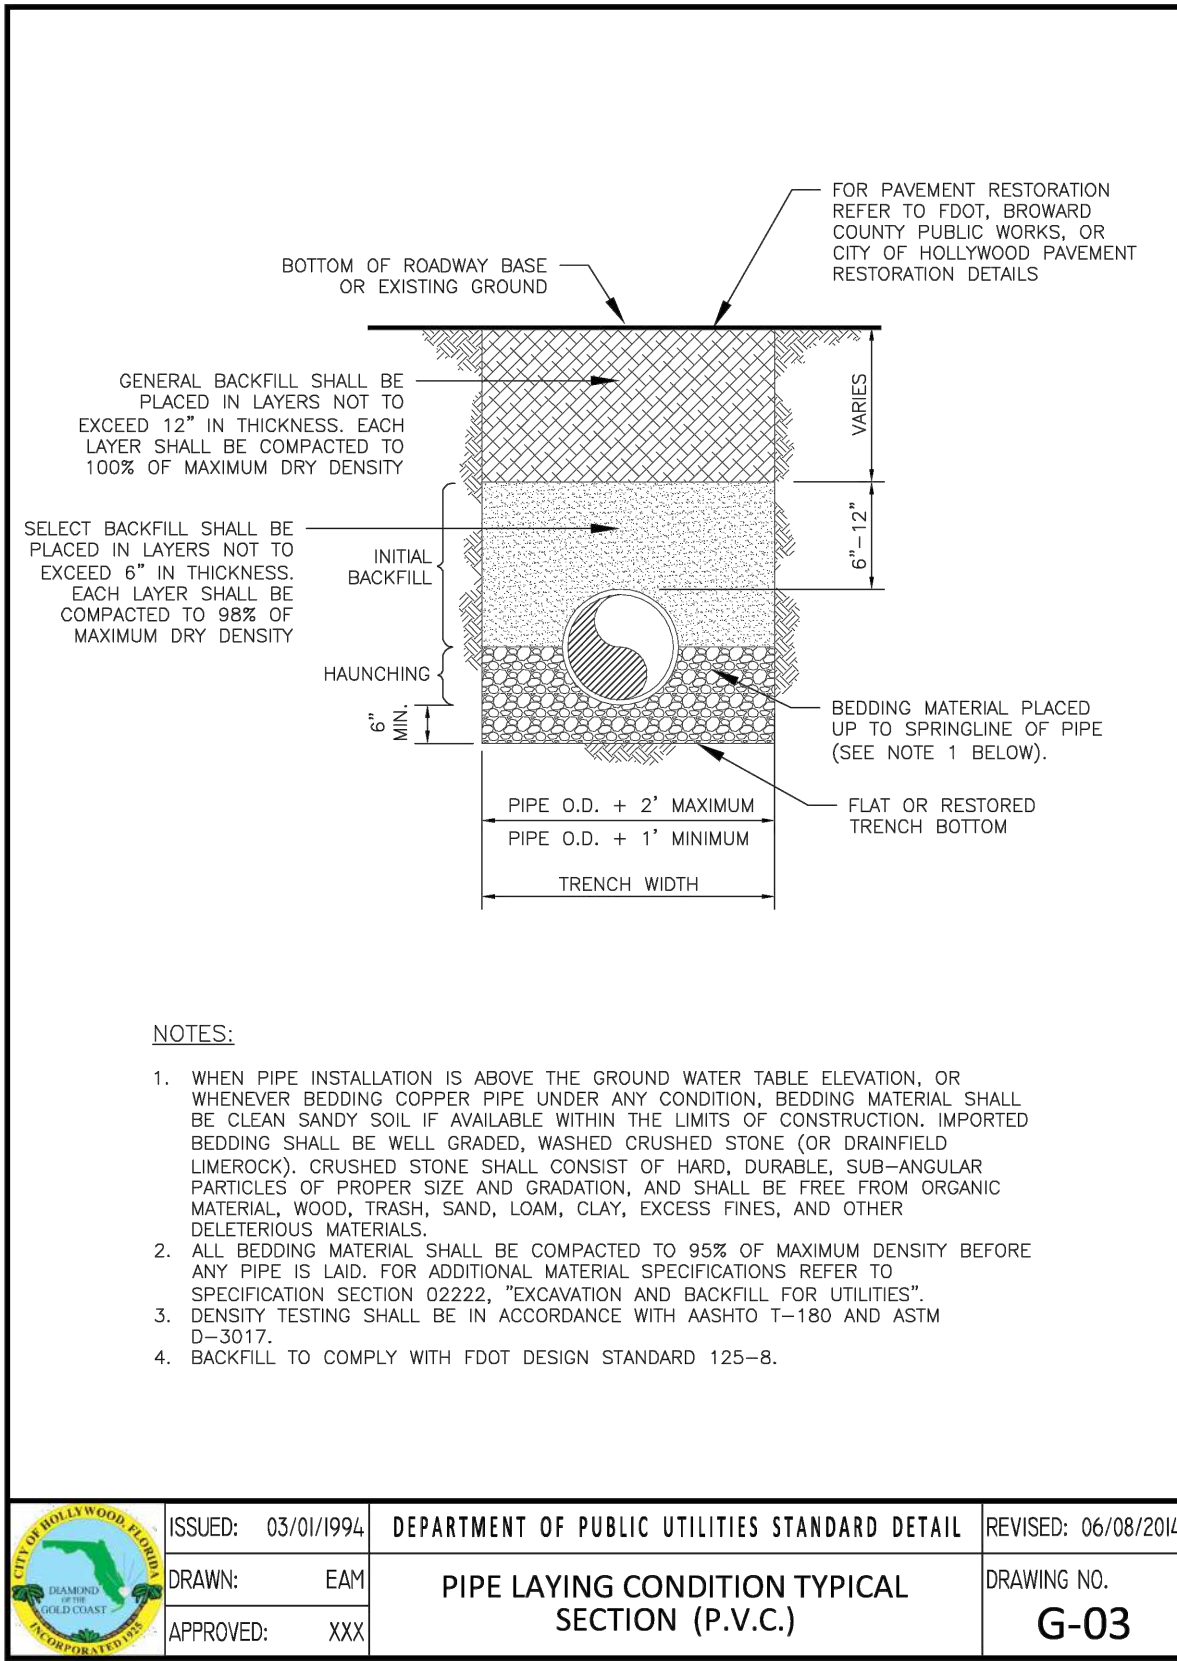 FOR PAVEMENT RESTORATION
REFER TO FDOT, BROWARD
COUNTY PUBLIC WORKS, OR
CITY OF HOLLYWOOD PAVEMENT
RESTORATION DETAILS
BOTTOM OF ROADWAY BASE
OR EXISTING GROUND
GENERAL BACKFILL SHALL BE
PLACED IN LAYERS NOT TO
EXCEED 12" IN THICKNESS. EACH
LAYER SHALL BE COMPACTED TO
100% OF MAXIMUM DRY DENSITY
VARIES
SELECT BACKFILL SHALL BE
PLACED IN LAYERS NOT TO
EXCEED 6" IN THICKNESS.
EACH LAYER SHALL BE
COMPACTED TO 98% OF
MAXIMUM DRY DENSITY
INITIAL
BACKFILL
6"-12"
HAUNCHING
6"
MIN.
BEDDING MATERIAL PLACED
UP TO SPRINGLINE OF PIPE
(SEE NOTE 1 BELOW).
FLAT OR RESTORED
TRENCH BOTTOM
PIPE O.D. + 2' MAXIMUM
PIPE O.D. + 1' MINIMUM
TRENCH WIDTH
NOTES:
1. WHEN PIPE INSTALLATION IS ABOVE THE GROUND WATER TABLE ELEVATION, OR
WHENEVER BEDDING COPPER PIPE UNDER ANY CONDITION, BEDDING MATERIAL SHALL
BE CLEAN SANDY SOIL IF AVAILABLE WITHIN THE LIMITS OF CONSTRUCTION. IMPORTED
BEDDING SHALL BE WELL GRADED, WASHED CRUSHED STONE (OR DRAINFIELD
LIMEROCK). CRUSHED STONE SHALL CONSIST OF HARD, DURABLE, SUB-ANGULAR
PARTICLES OF PROPER SIZE AND GRADATION, AND SHALL BE FREE FROM ORGANIC
MATERIAL, WOOD, TRASH, SAND, LOAM, CLAY, EXCESS FINES, AND OTHER
DELETERIOUS MATERIALS.
2. ALL BEDDING MATERIAL SHALL BE COMPACTED TO 95% OF MAXIMUM DENSITY BEFORE
ANY PIPE IS LAID. FOR ADDITIONAL MATERIAL SPECIFICATIONS REFER TO
SPECIFICATION SECTION 02222, "EXCAVATION AND BACKFILL FOR UTILITIES".
3. DENSITY TESTING SHALL BE IN ACCORDANCE WITH AASHTO T-180 AND ASTM
D-3017.
4. BACKFILL TO COMPLY WITH FDOT DESIGN STANDARD 125-8.
CITY OF HOLLYWOOD, FLORIDA
DIAMOND
OF THE
GOLD COAST
INCORPORATED 1925
ISSUED: 03/01/1994
DRAWN: EAM
APPROVED: XXX
DEPARTMENT OF PUBLIC UTILITIES STANDARD DETAIL
PIPE LAYING CONDITION TYPICAL
SECTION (P.V.C.)
REVISED: 06/08/2014
DRAWING NO.
G-03